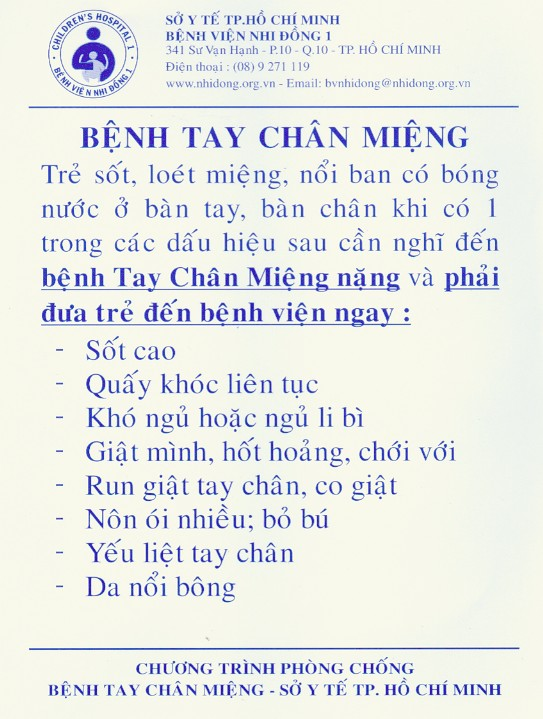 CHILDREN'S HOSPITAL 1
BỆNH VIỆN NHI ĐỒNG 1
SỞ Y TẾ TP.HỒ CHÍ MINH
BỆNH VIỆN NHI ĐỒNG 1
341 Sư Vạn Hạnh - P.10 - Q.10 - TP. HỒ CHÍ MINH
Điện thoại : (08) 9 271 119
www.nhidong.org.vn - Email: bvnhidong@nhidong.org.vn
BỆNH TAY CHÂN MIỆNG
Trẻ sốt, loét miệng, nổi ban có bóng
nước ở bàn tay, bàn chân khi có 1
trong các dấu hiệu sau cần nghĩ đến
bệnh Tay Chân Miệng nặng và phải
đưa trẻ đến bệnh viện ngay :
- Sốt cao
- Quấy khóc liên tục
- Khó ngủ hoặc ngủ li bì
- Giật mình, hốt hoảng, chới với
- Run giật tay chân, co giật
- Nôn ói nhiều; bỏ bú
- Yếu liệt tay chân
- Da nổi bông
CHƯƠNG TRÌNH PHÒNG CHỐNG
BỆNH TAY CHÂN MIỆNG - SỞ Y TẾ TP. HỒ CHÍ MINH